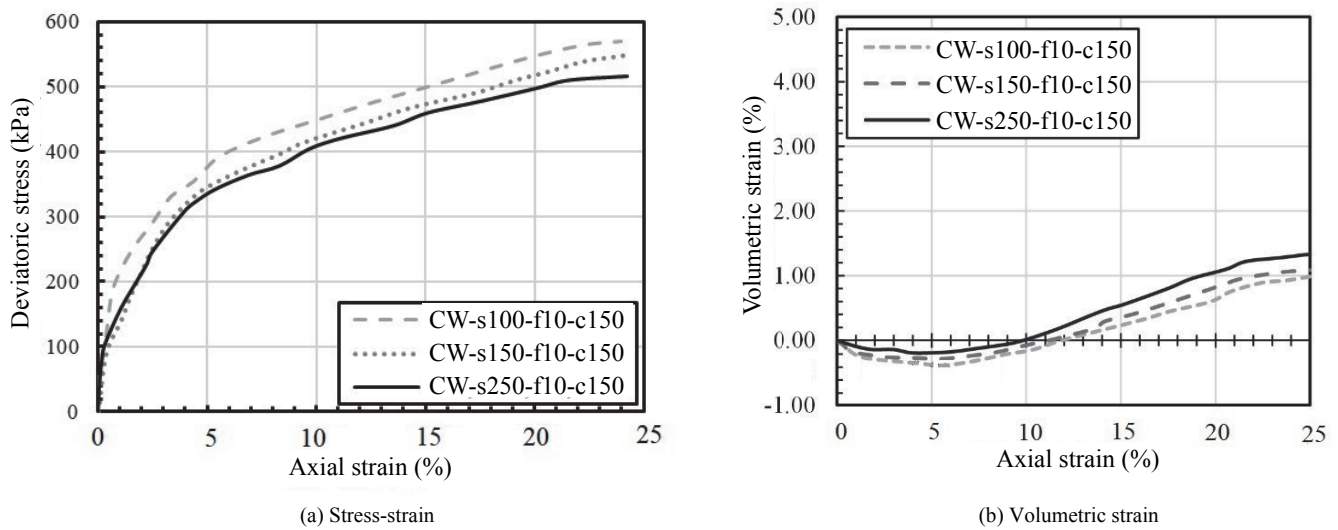 600
500
400
300
200
100
0
Deviatoric stress (kPa)
CW-s100-f10-c150
CW-s150-f10-c150
CW-s250-f10-c150
0 5 10 15 20 25
Axial strain (%)
(a) Stress-strain
5.00
4.00
3.00
2.00
1.00
0.00
-1.00
Volumetric strain (%)
CW-s100-f10-c150
CW-s150-f10-c150
CW-s250-f10-c150
0 5 10 15 20 25
Axial strain (%)
(b) Volumetric strain